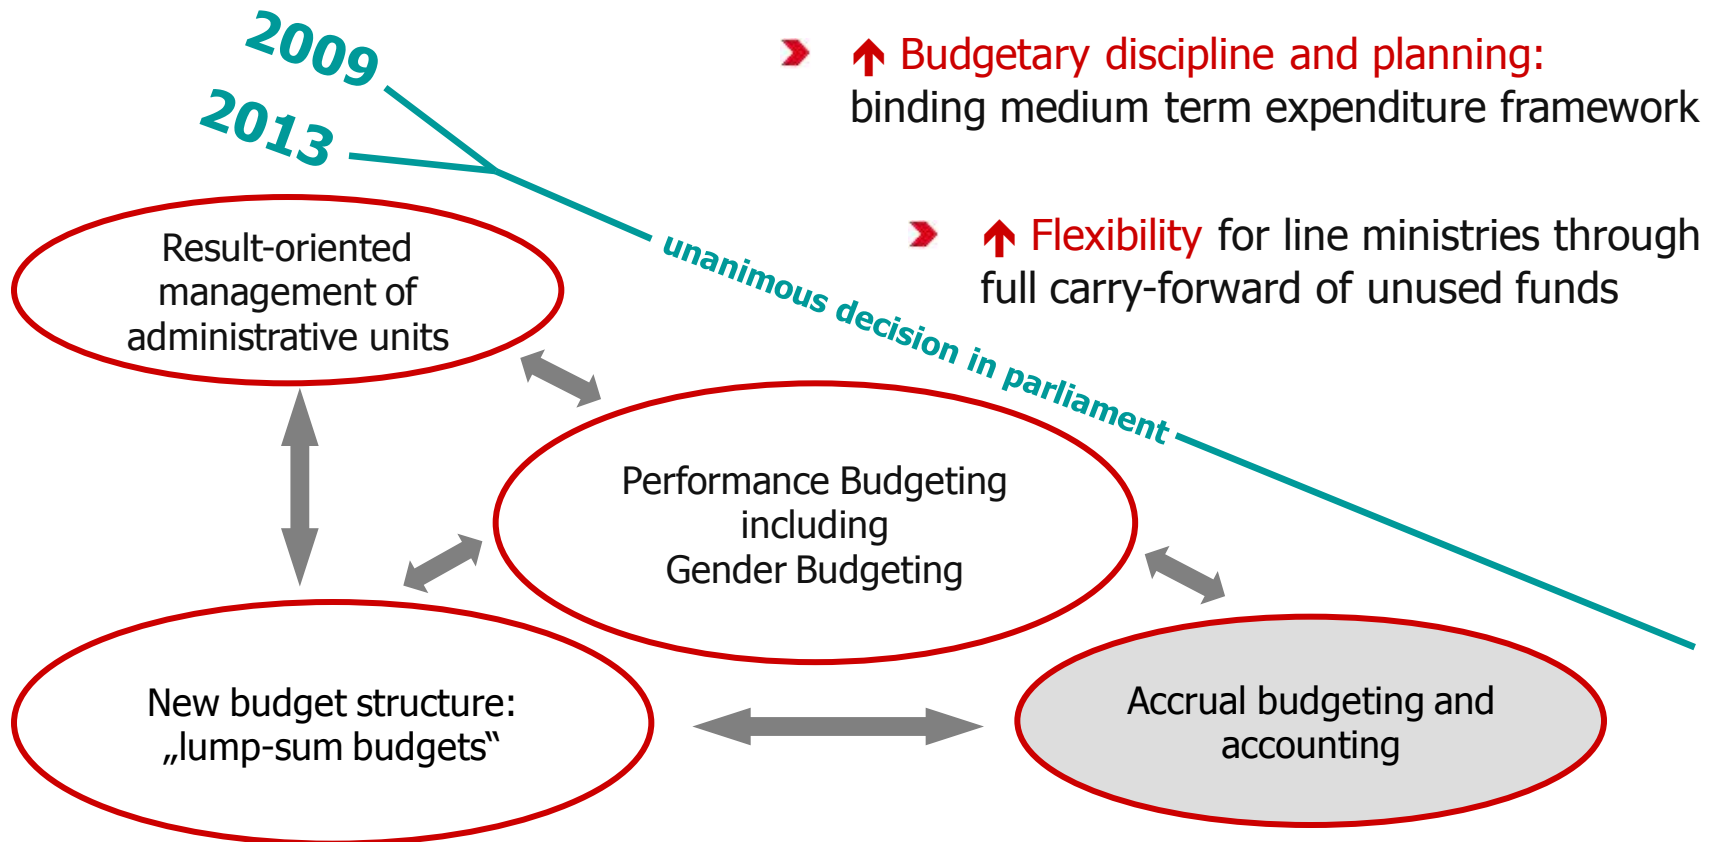 2009
2013
↑ Budgetary discipline and planning:
binding medium term expenditure framework
↑ Flexibility for line ministries through
full carry-forward of unused funds
unanimous decision in parliament
Result-oriented
management of
administrative units
Performance Budgeting
including
Gender Budgeting
New budget structure:
„lump-sum budgets“
Accrual budgeting and
accounting